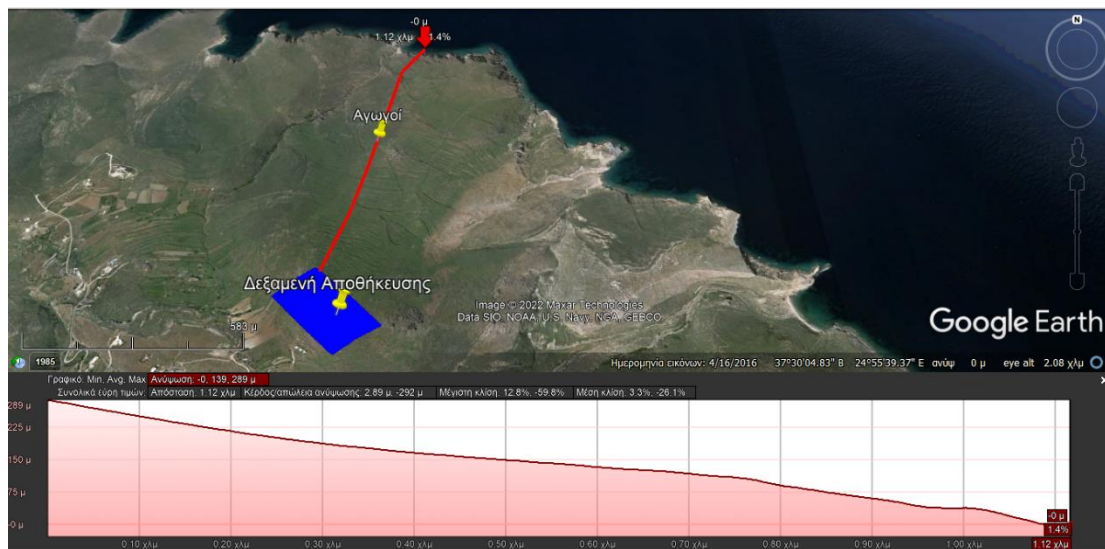 -0 μ
1.12 χλμ 1.4%
Αγωγοί
Δεξαμενή Αποθήκευσης
583 μ
Image © 2022 Maxar Technologies
Data SIO, NOAA, U.S. Navy, NGA, GEBCO
Google Earth
N
1985
Ημερομηνία εικόνων: 4/16/2016 37°30'04.83" Β 24°55'39.37" Ε ανύψ 0 μ eye alt 2.08 χλμ
Γραφικό: Min, Avg, Max Ανύψωση: -0, 139, 289 μ
Συνολικά εύρη τιμών: Απόσταση: 1.12 χλμ Κέρδος/απώλεια ανύψωσης: 2.89 μ, -292 μ Μέγιστη κλίση: 12.8%, -59.8% Μέση κλίση: 3.3%, -26.1%
289 μ
225 μ
150 μ
75 μ
-0 μ
-0 μ
1.4%
0.10 χλμ 0.20 χλμ 0.30 χλμ 0.40 χλμ 0.50 χλμ 0.60 χλμ 0.70 χλμ 0.80 χλμ 0.90 χλμ 1.00 χλμ 1.12 χλμ